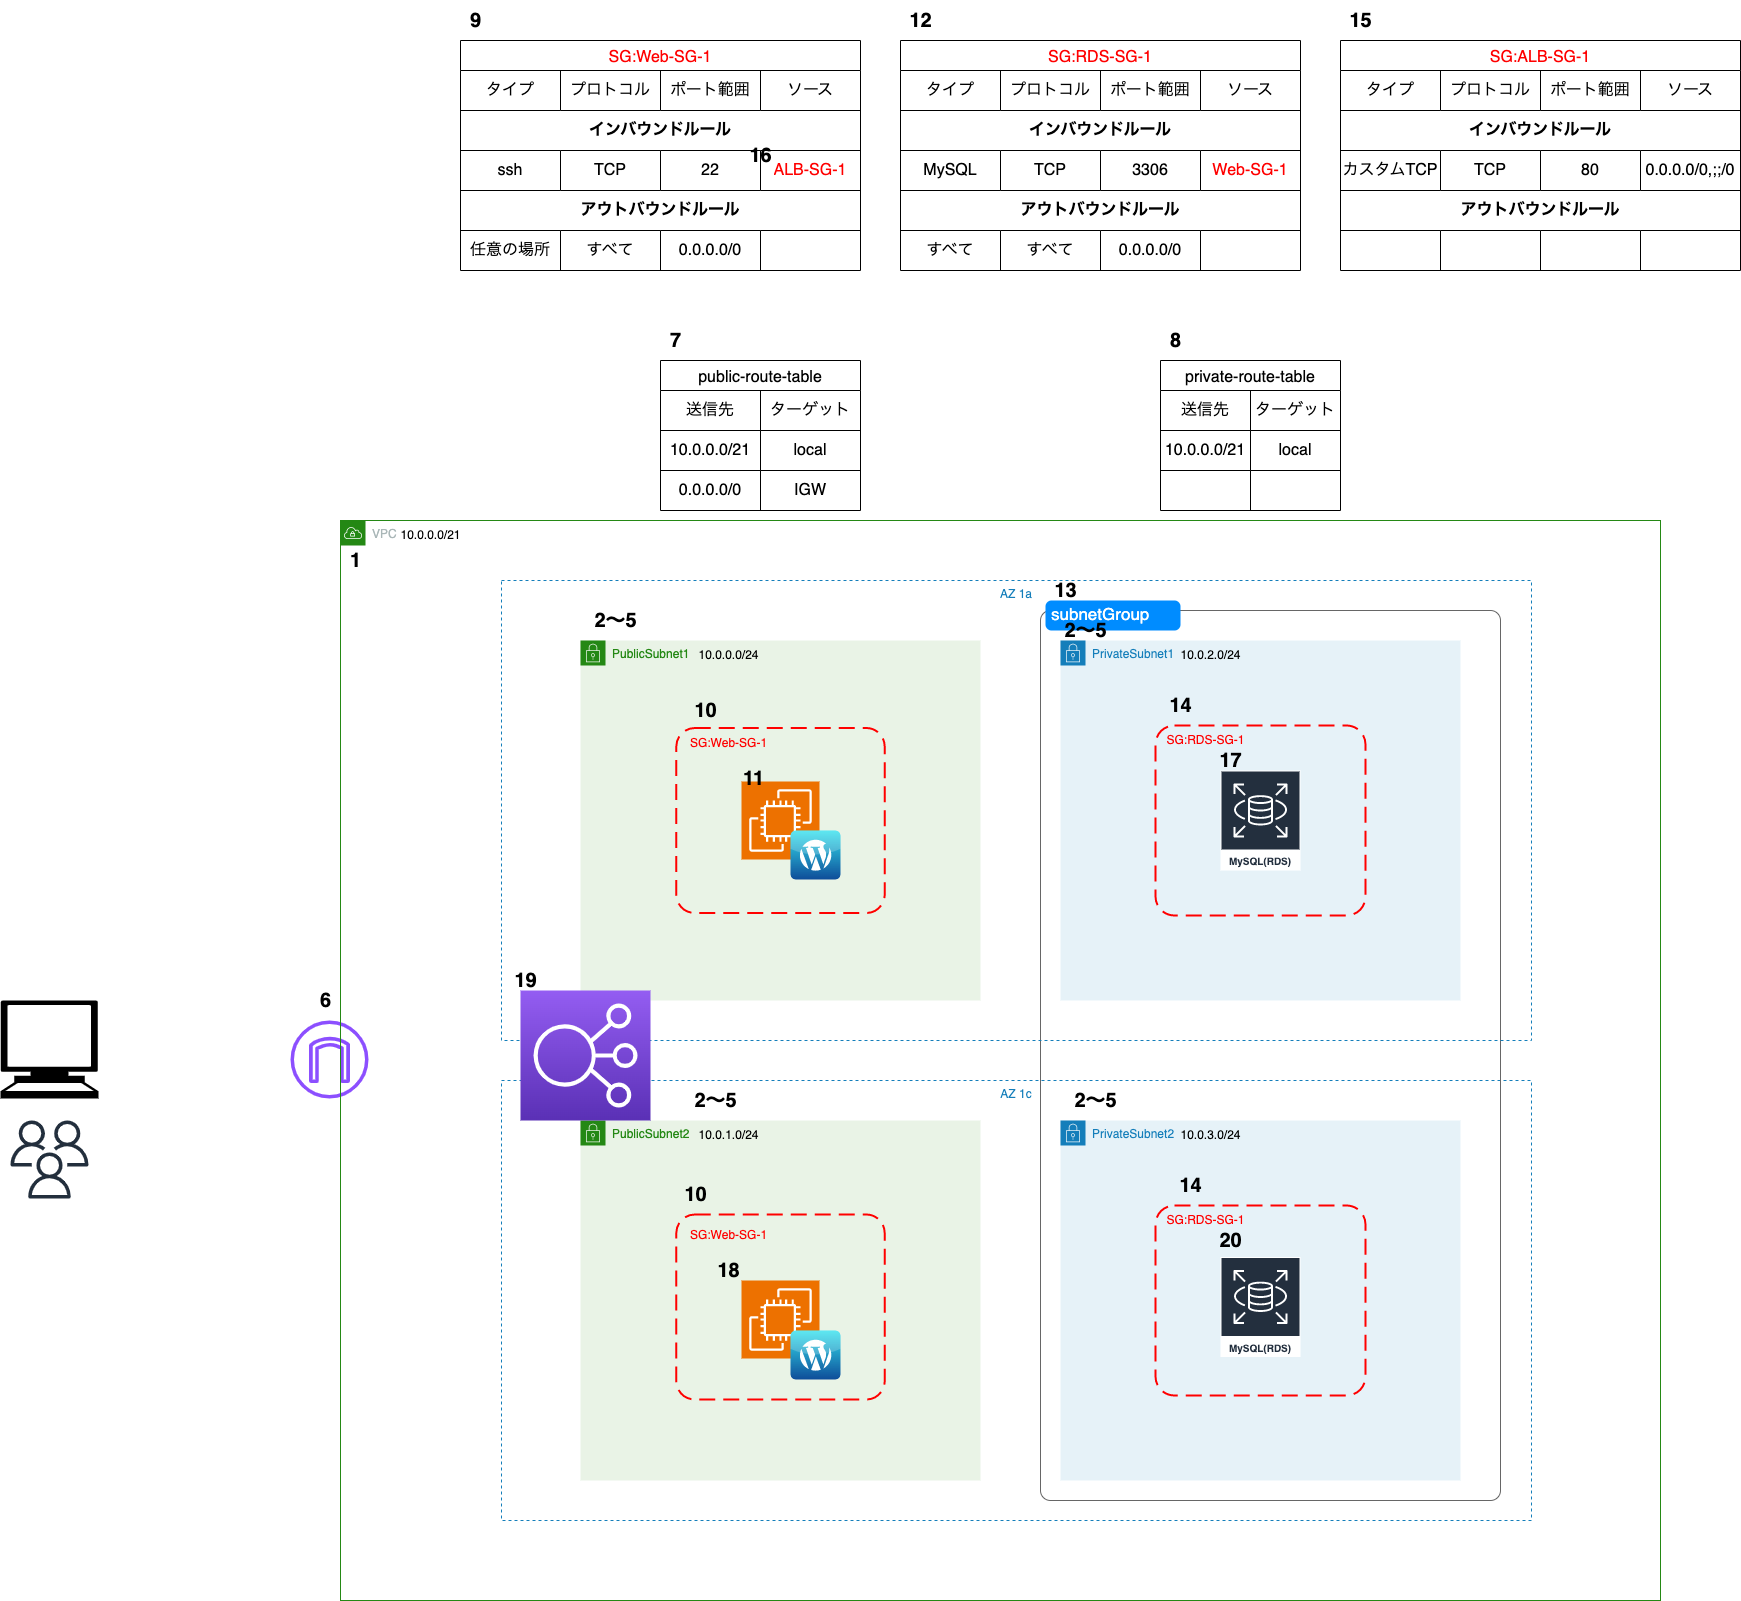 9
SG:Web-SG-1
タイプ プロトコル ポート範囲 ソース
インバウンドルール
16
ssh TCP 22 ALB-SG-1
アウトバウンドルール
任意の場所 すべて 0.0.0.0/0
12
SG:RDS-SG-1
タイプ プロトコル ポート範囲 ソース
インバウンドルール
MySQL TCP 3306 Web-SG-1
アウトバウンドルール
すべて すべて 0.0.0.0/0
15
SG:ALB-SG-1
タイプ プロトコル ポート範囲 ソース
インバウンドルール
カスタムTCP TCP 80 0.0.0.0/0,;;/0
アウトバウンドルール
7
public-route-table
送信先 ターゲット
10.0.0.0/21 local
0.0.0.0/0 IGW
8
private-route-table
送信先 ターゲット
10.0.0.0/21 local
VPC 10.0.0.0/21
1
AZ 1a
13
subnetGroup
2〜5
PublicSubnet1 10.0.0.0/24
2〜5
PrivateSubnet1 10.0.2.0/24
10
SG:Web-SG-1
11
14
SG:RDS-SG-1
17
MySQL(RDS)
19
6
AZ 1c
2〜5
PublicSubnet2 10.0.1.0/24
2〜5
PrivateSubnet2 10.0.3.0/24
10
SG:Web-SG-1
18
14
SG:RDS-SG-1
20
MySQL(RDS)